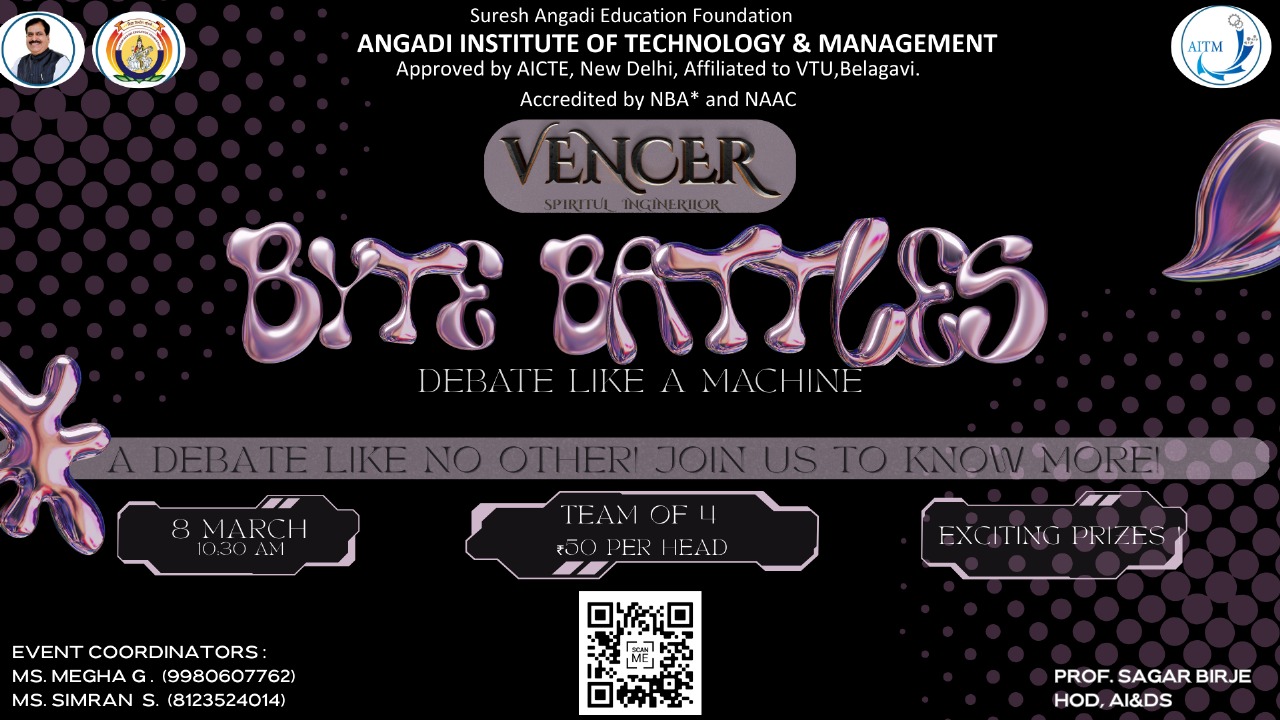 Suresh Angadi Education Foundation
ANGADI INSTITUTE OF TECHNOLOGY & MANAGEMENT
Approved by AICTE, New Delhi, Affiliated to VTU,Belagavi.
Accredited by NBA* and NAAC
AITM
VENCER
SPIRITUL INGINERILOR
BYTE BATTLES
DEBATE LIKE A MACHINE
A DEBATE LIKE NO OTHER! JOIN US TO KNOW MORE!
8 MARCH
10.30 AM
TEAM OF 4
₹50 PER HEAD
EXCITING PRIZES !
SCAN
ME
EVENT COORDINATORS :
MS. MEGHA G . (9980607762)
MS. SIMRAN S. (8123524014)
PROF. SAGAR BIRJE
HOD, AI&DS